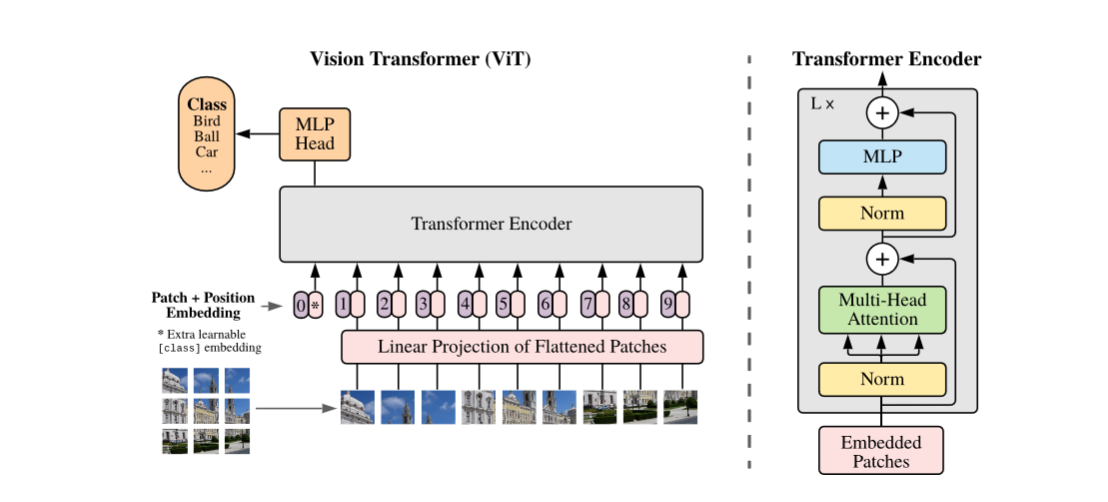 Vision Transformer (ViT)
Class
Bird
Ball
Car
...
MLP
Head
Transformer Encoder
Patch + Position
Embedding
0 * 1 2 3 4 5 6 7 8 9
* Extra learnable
[class] embedding
Linear Projection of Flattened Patches
Transformer Encoder
L ×
+
MLP
Norm
+
Multi-Head
Attention
Norm
Embedded
Patches